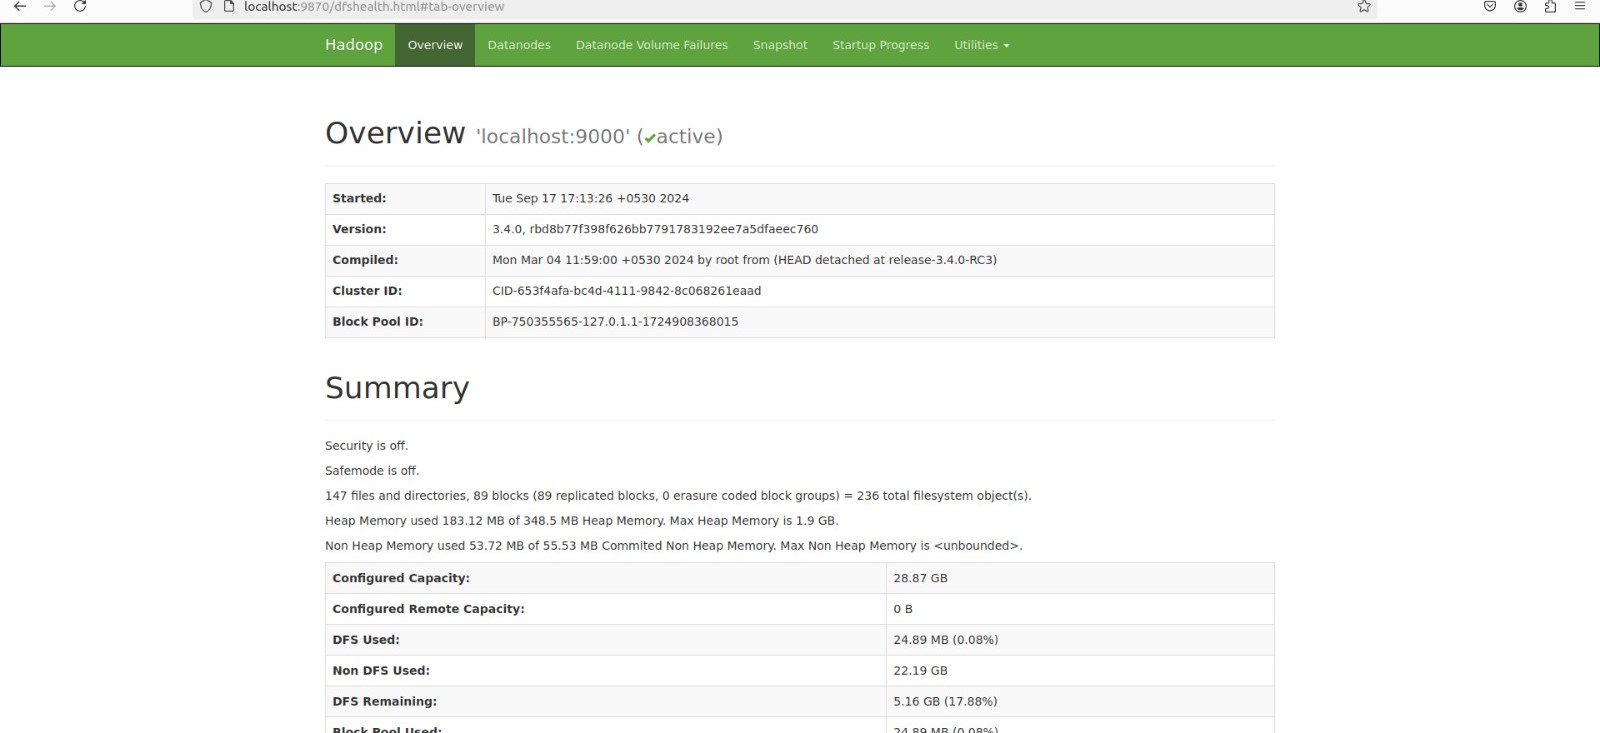 localhost:9870/dfshealth.html#tab-overview
Hadoop Overview Datanodes Datanode Volume Failures Snapshot Startup Progress Utilities
Overview 'localhost:9000' (✔active)
Started: Tue Sep 17 17:13:26 +0530 2024
Version: 3.4.0, rbd8b77f398f626bb7791783192ee7a5dfaeec760
Compiled: Mon Mar 04 11:59:00 +0530 2024 by root from (HEAD detached at release-3.4.0-RC3)
Cluster ID: CID-653f4afa-bc4d-4111-9842-8c068261eaad
Block Pool ID: BP-750355565-127.0.1.1-1724908368015
Summary
Security is off.
Safemode is off.
147 files and directories, 89 blocks (89 replicated blocks, 0 erasure coded block groups) = 236 total filesystem object(s).
Heap Memory used 183.12 MB of 348.5 MB Heap Memory. Max Heap Memory is 1.9 GB.
Non Heap Memory used 53.72 MB of 55.53 MB Commited Non Heap Memory. Max Non Heap Memory is <unbounded>.
Configured Capacity: 28.87 GB
Configured Remote Capacity: 0 B
DFS Used: 24.89 MB (0.08%)
Non DFS Used: 22.19 GB
DFS Remaining: 5.16 GB (17.88%)
Block Pool Used: 24.89 MB (0.08%)